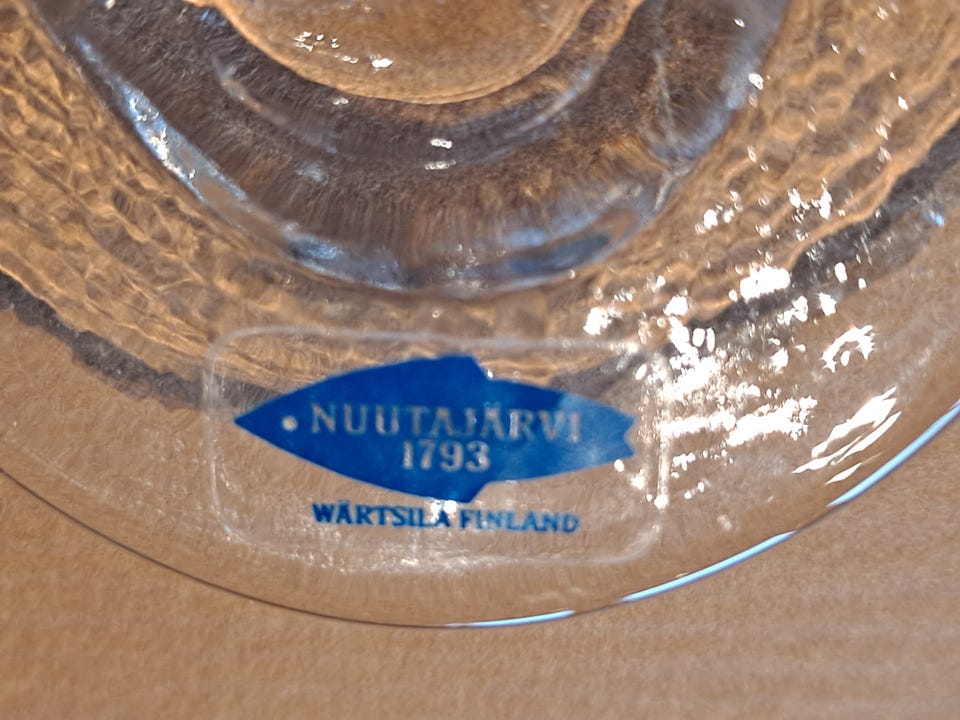 NUUTAJÄRVI
1793
WÄRTSILÄ FINLAND